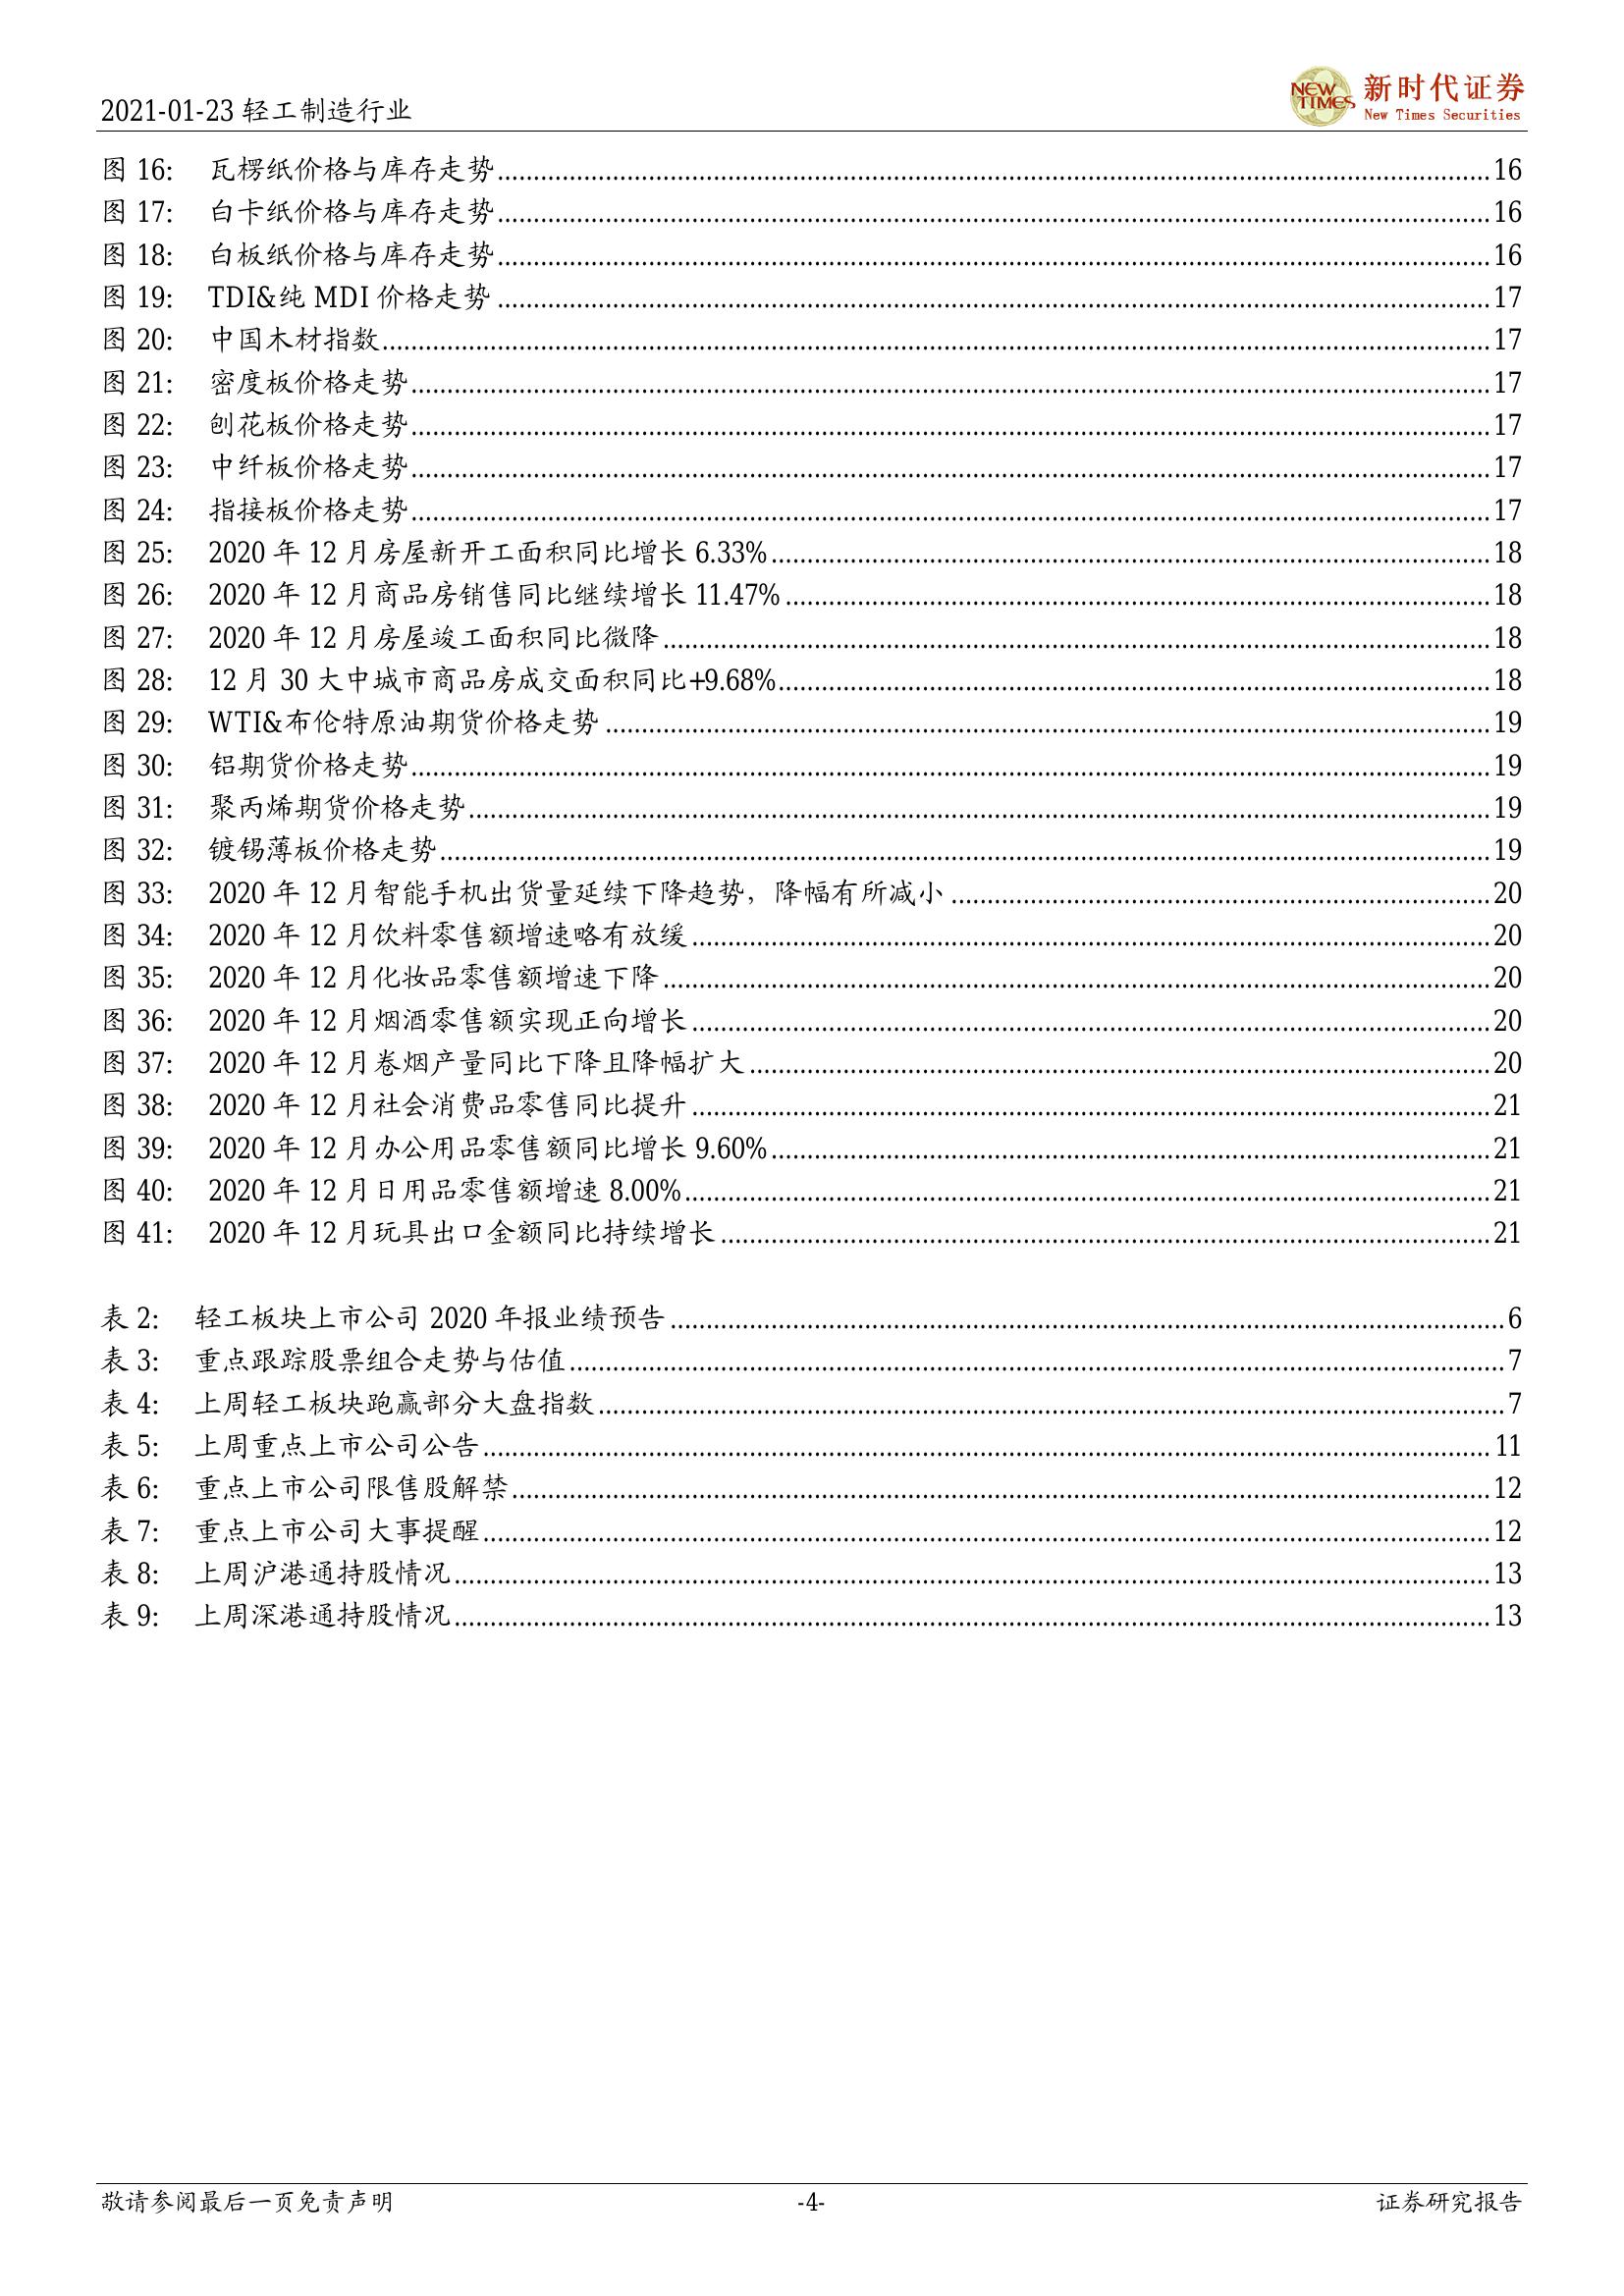 2021-01-23 轻工制造行业
NEW TIMES 新时代证券
New Times Securities
图 16: 瓦楞纸价格与库存走势 16
图 17: 白卡纸价格与库存走势 16
图 18: 白板纸价格与库存走势 16
图 19: TDI&纯 MDI 价格走势 17
图 20: 中国木材指数 17
图 21: 密度板价格走势 17
图 22: 刨花板价格走势 17
图 23: 中纤板价格走势 17
图 24: 指接板价格走势 17
图 25: 2020 年 12 月房屋新开工面积同比增长 6.33% 18
图 26: 2020 年 12 月商品房销售同比继续增长 11.47% 18
图 27: 2020 年 12 月房屋竣工面积同比微降 18
图 28: 12 月 30 大中城市商品房成交面积同比+9.68% 18
图 29: WTI&布伦特原油期货价格走势 19
图 30: 铝期货价格走势 19
图 31: 聚丙烯期货价格走势 19
图 32: 镀锡薄板价格走势 19
图 33: 2020 年 12 月智能手机出货量延续下降趋势，降幅有所减小 20
图 34: 2020 年 12 月饮料零售额增速略有放缓 20
图 35: 2020 年 12 月化妆品零售额增速下降 20
图 36: 2020 年 12 月烟酒零售额实现正向增长 20
图 37: 2020 年 12 月卷烟产量同比下降且降幅扩大 20
图 38: 2020 年 12 月社会消费品零售同比提升 21
图 39: 2020 年 12 月办公用品零售额同比增长 9.60% 21
图 40: 2020 年 12 月日用品零售额增速 8.00% 21
图 41: 2020 年 12 月玩具出口金额同比持续增长 21
表 2: 轻工板块上市公司 2020 年报业绩预告 6
表 3: 重点跟踪股票组合走势与估值 7
表 4: 上周轻工板块跑赢部分大盘指数 7
表 5: 上周重点上市公司公告 11
表 6: 重点上市公司限售股解禁 12
表 7: 重点上市公司大事提醒 12
表 8: 上周沪港通持股情况 13
表 9: 上周深港通持股情况 13
敬请参阅最后一页免责声明 -4- 证券研究报告